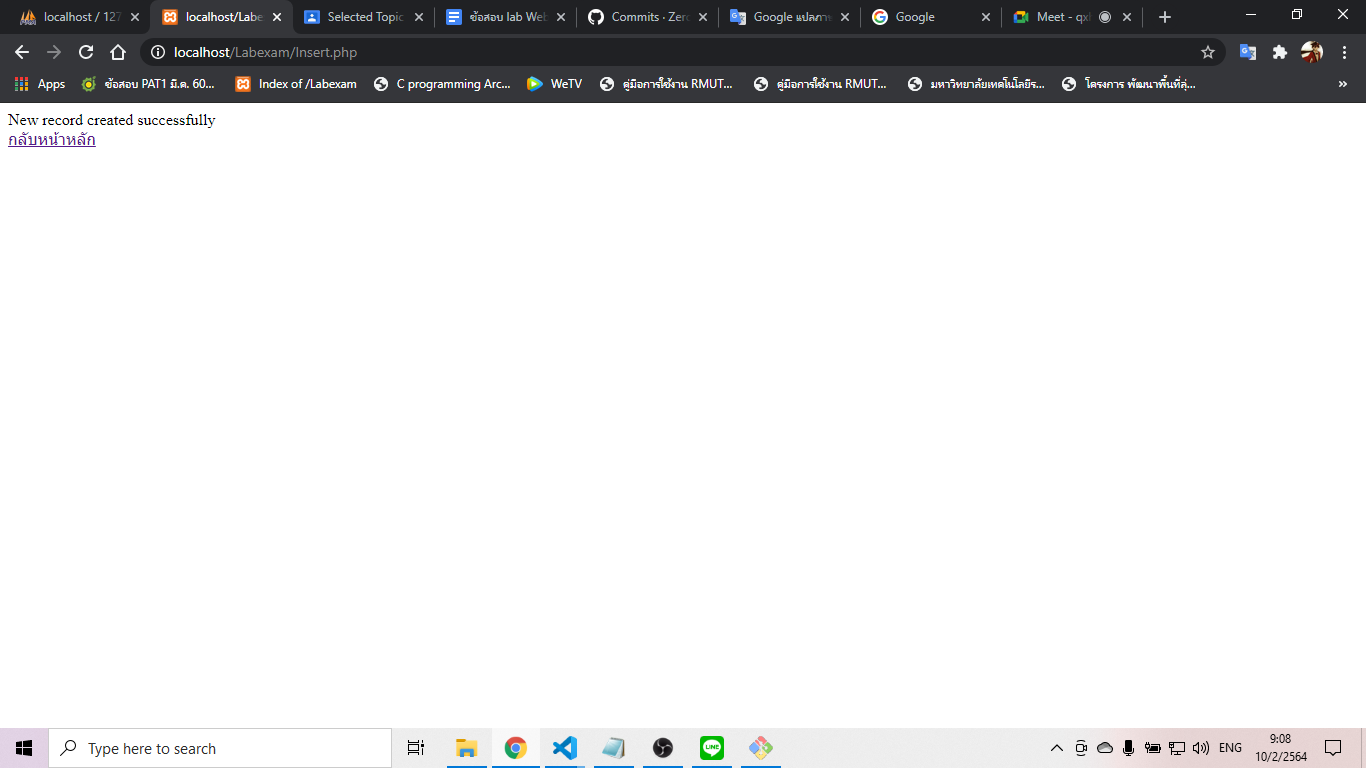 localhost / 127
localhost/Labe
Selected Topic
ข้อสอบ lab Web
Commits · Zero
Google แปลภาษ
Google
Meet - qxf
localhost/Labexam/Insert.php
Apps
ข้อสอบ PAT1 มี.ค. 60...
Index of /Labexam
C programming Arc...
WeTV
คู่มือการใช้งาน RMUT...
คู่มือการใช้งาน RMUT...
มหาวิทยาลัยเทคโนโลยีร...
โครงการ พัฒนาพื้นที่สุ่...
»
New record created successfully
กลับหน้าหลัก
Type here to search
LINE
ENG
9:08
10/2/2564